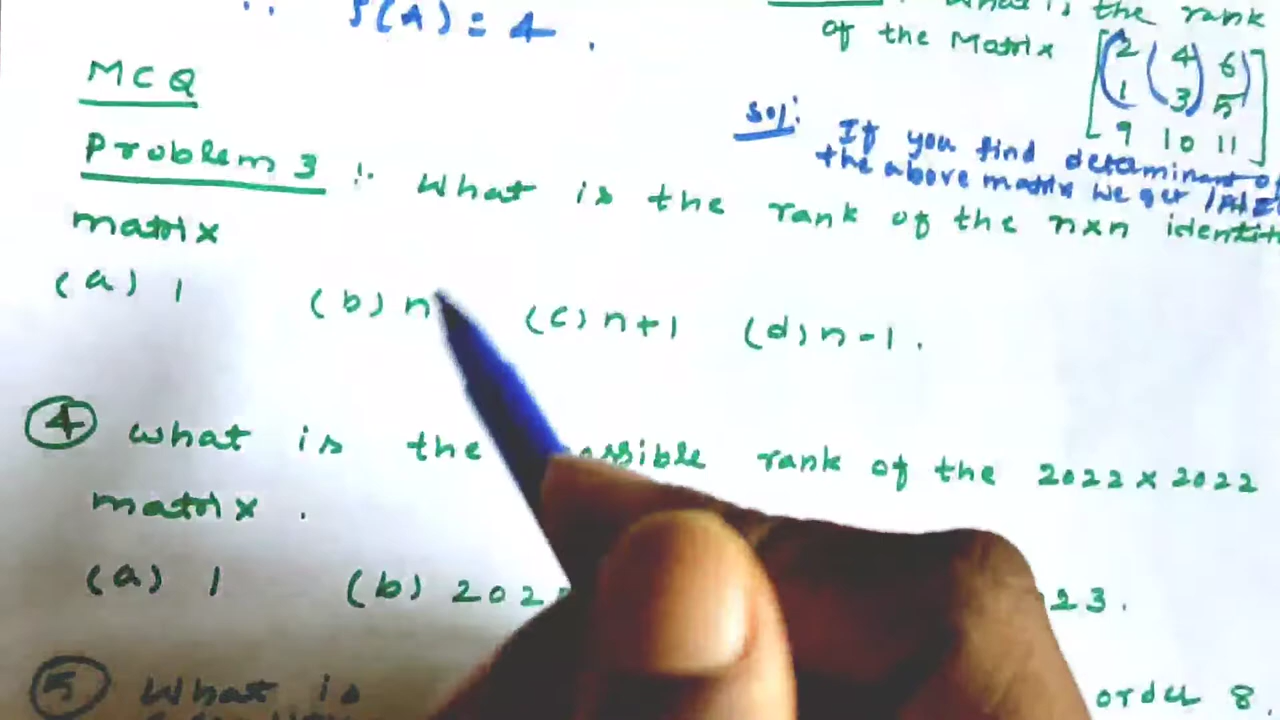 ρ(A) = 4 .
What is the rank
of the Matrix
2 4 6
1 3 5
9 10 11
Sol: If you find determinant of
the above matrix we get |A|=
MCQ
Problem 3 :- What is the rank of the nxn identit
matrix
(a) 1 (b) n (c) n+1 (d) n-1 .
④ What is the rank of the 2022 x 2022
matrix .
(a) 1 (b) 202 23 .
⑤ What is order 8 .